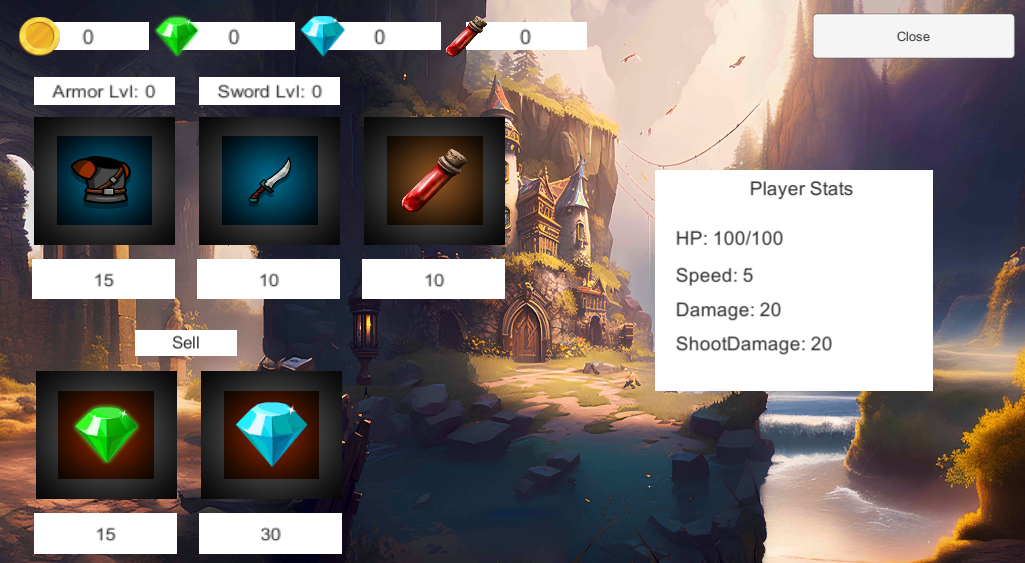 0 0 0 0
Close
Armor Lvl: 0 Sword Lvl: 0
15 10 10
Player Stats
HP: 100/100
Speed: 5
Damage: 20
ShootDamage: 20
Sell
15 30